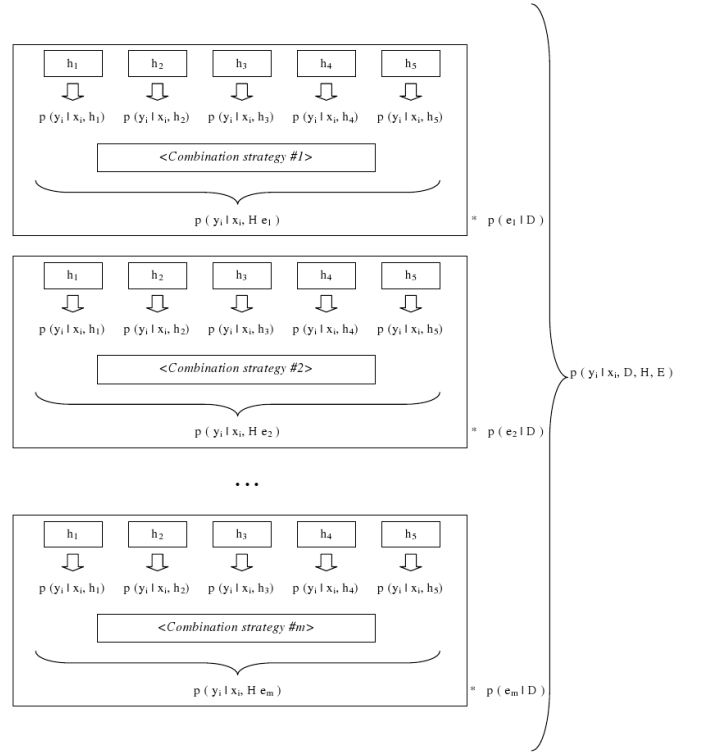 h₁ h₂ h₃ h₄ h₅
p (yᵢ | xᵢ, h₁) p (yᵢ | xᵢ, h₂) p (yᵢ | xᵢ, h₃) p (yᵢ | xᵢ, h₄) p (yᵢ | xᵢ, h₅)
<Combination strategy #1>
p ( yᵢ | xᵢ, H e₁ ) * p ( e₁ | D )
h₁ h₂ h₃ h₄ h₅
p (yᵢ | xᵢ, h₁) p (yᵢ | xᵢ, h₂) p (yᵢ | xᵢ, h₃) p (yᵢ | xᵢ, h₄) p (yᵢ | xᵢ, h₅)
<Combination strategy #2>
p ( yᵢ | xᵢ, H e₂ ) * p ( e₂ | D )
...
h₁ h₂ h₃ h₄ h₅
p (yᵢ | xᵢ, h₁) p (yᵢ | xᵢ, h₂) p (yᵢ | xᵢ, h₃) p (yᵢ | xᵢ, h₄) p (yᵢ | xᵢ, h₅)
<Combination strategy #m>
p ( yᵢ | xᵢ, H eₘ ) * p ( eₘ | D )
p ( yᵢ | xᵢ, D, H, E )